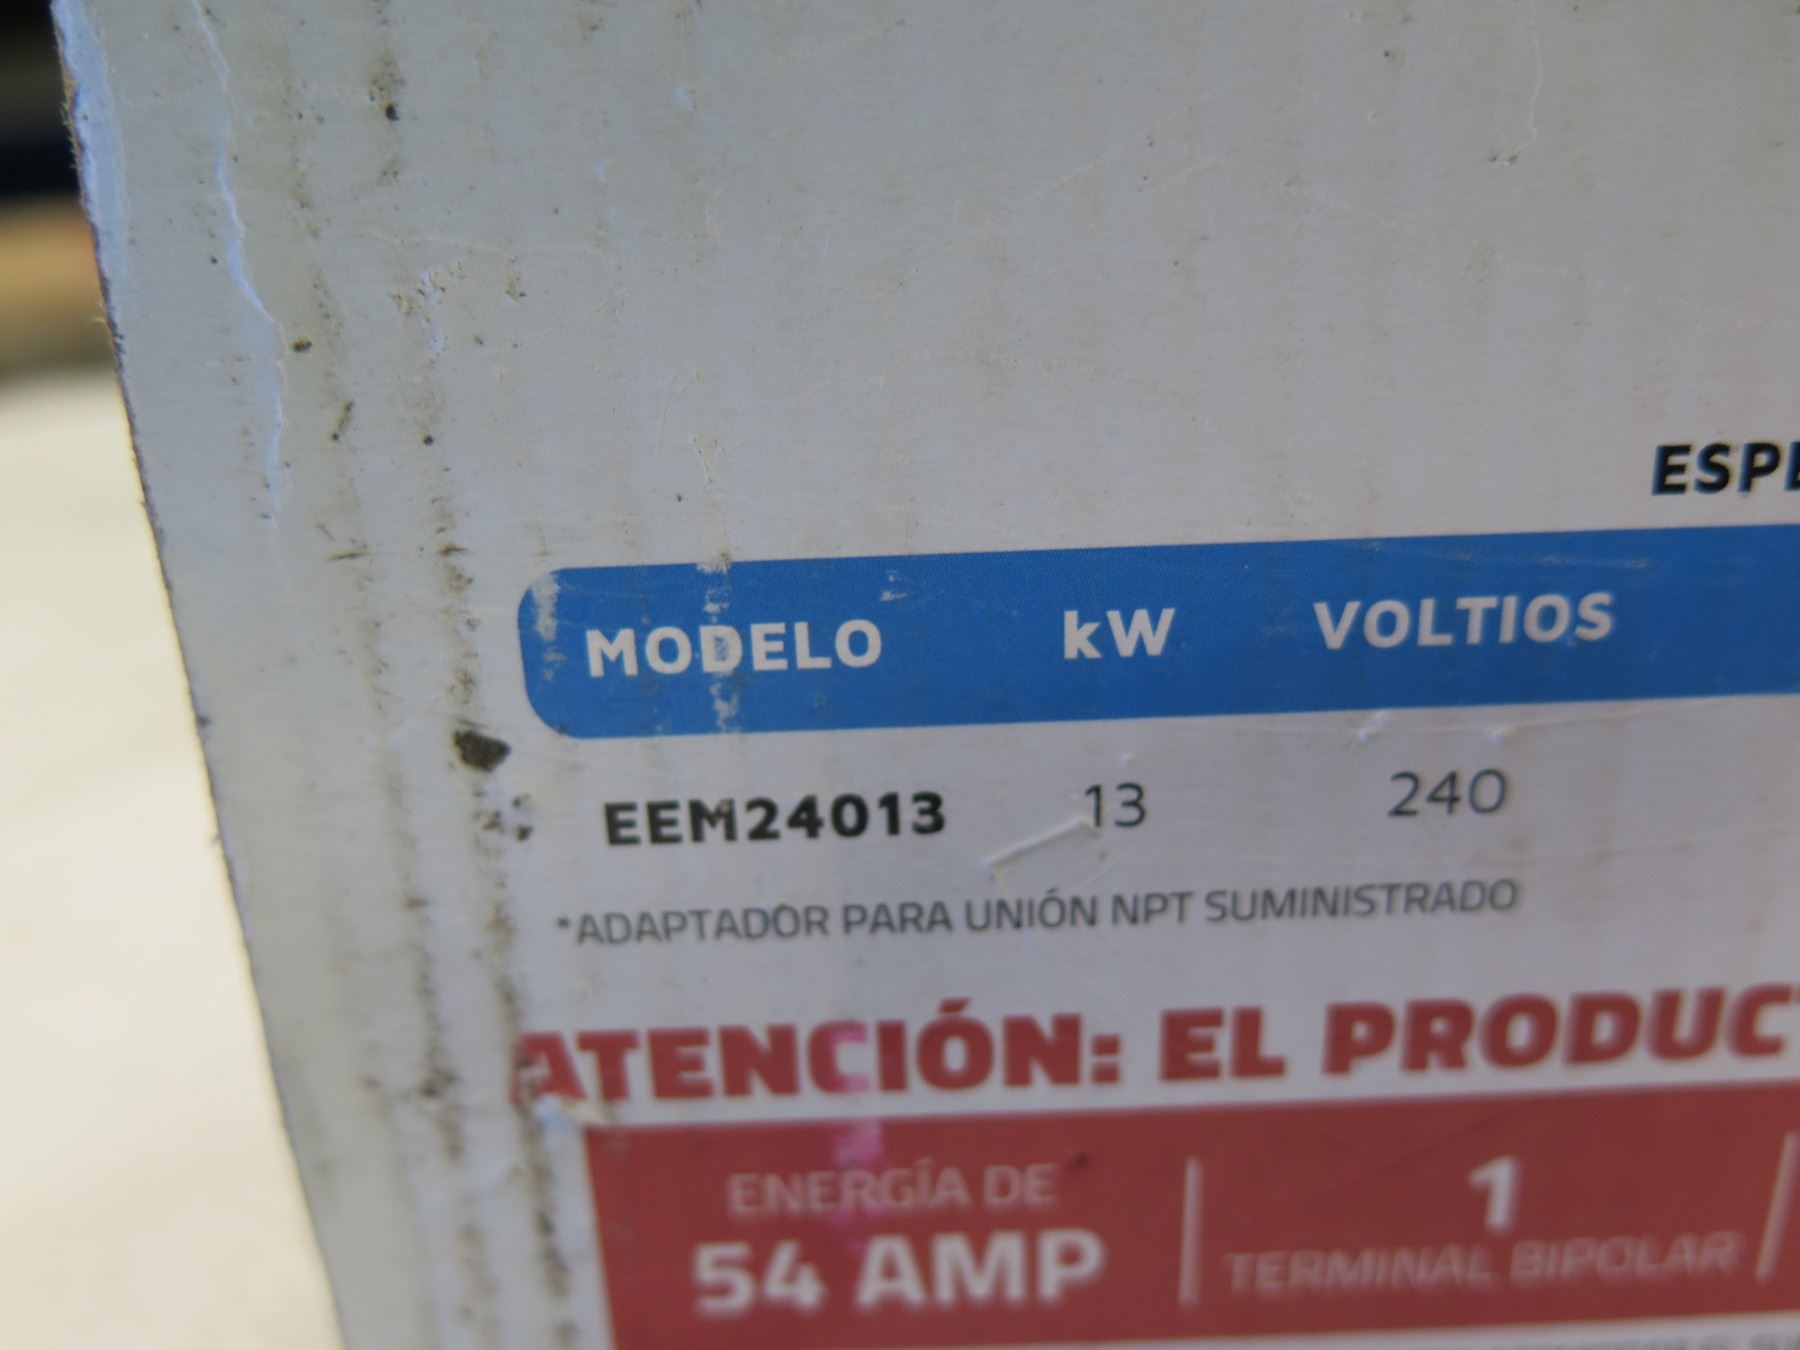 ESPE
MODELO kW VOLTIOS
EEM24013 13 240
*ADAPTADOR PARA UNIÓN NPT SUMINISTRADO
ATENCIÓN: EL PRODUCT
ENERGÍA DE
54 AMP
1
TERMINAL BIPOLAR